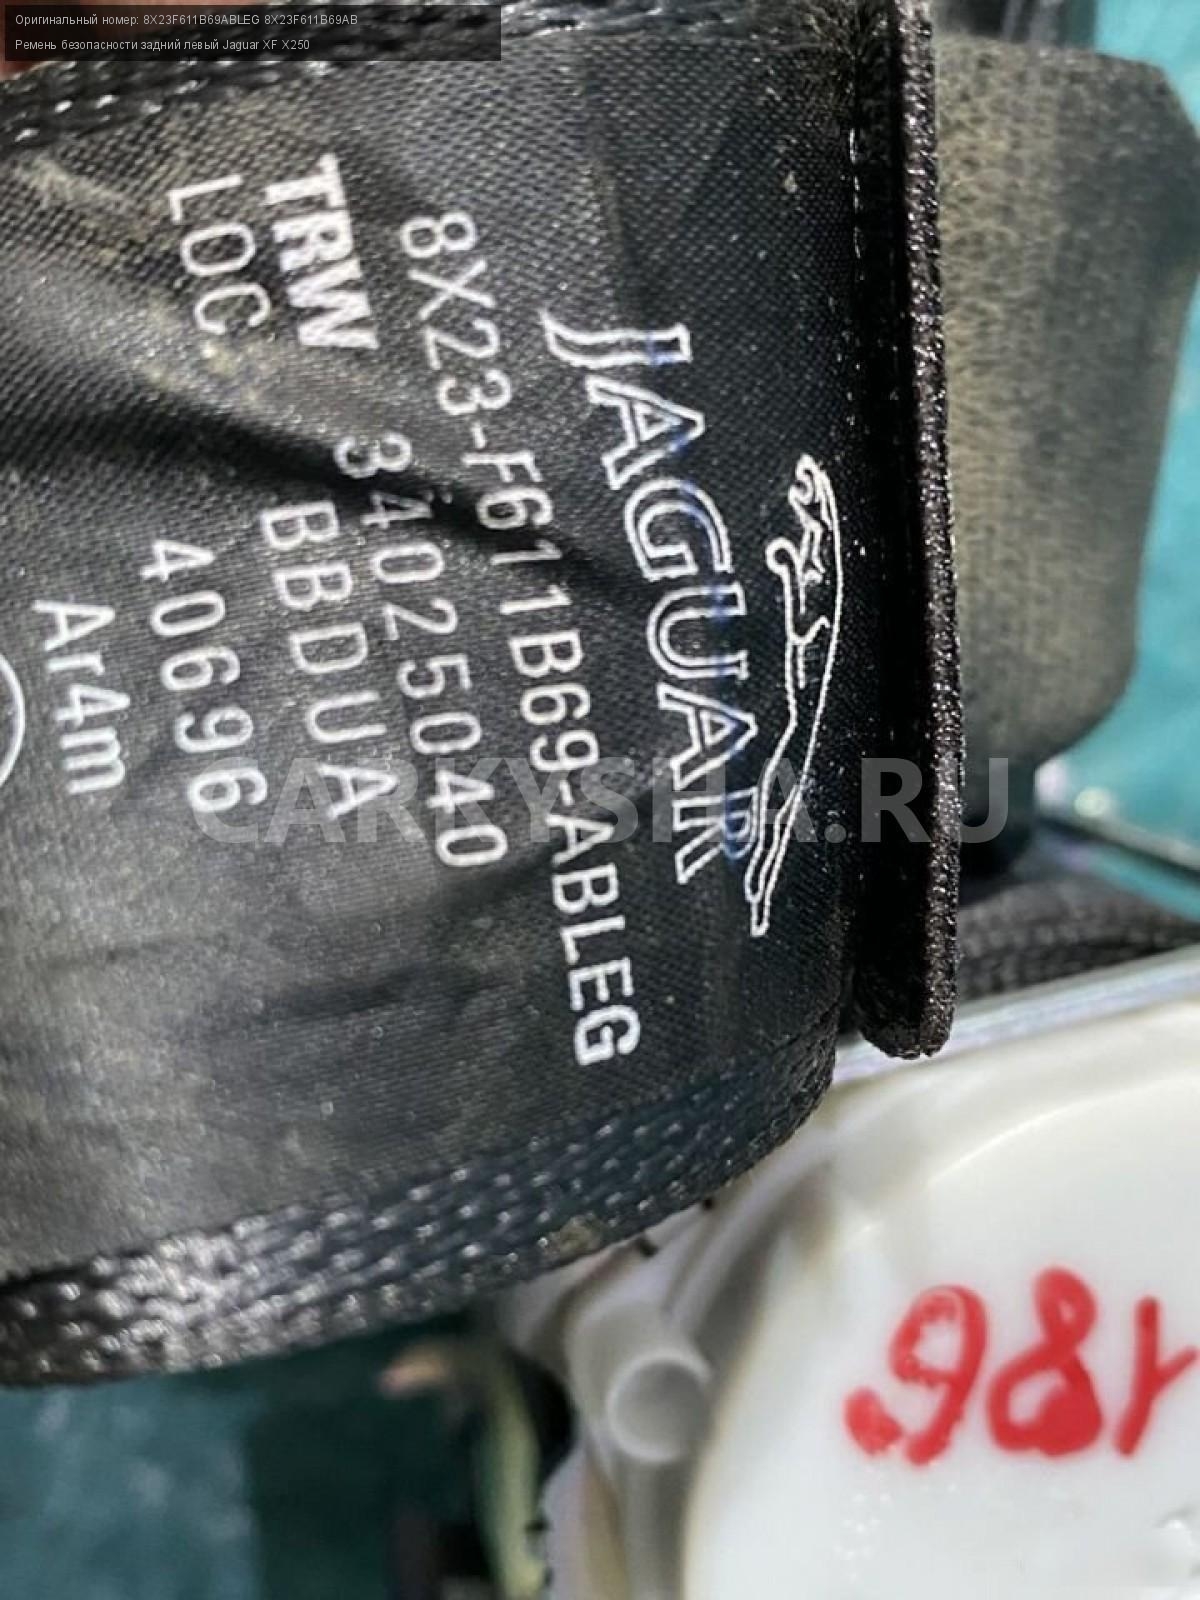 Оригинальный номер: 8X23F611B69ABLEG 8X23F611B69AB
Ремень безопасности задний левый Jaguar XF X250
JAGUAR
8X23-F611B69-ABLEG
TRW 34025040
LOC BBDUA
40696
Ar4m
CARKYSHA.RU
186